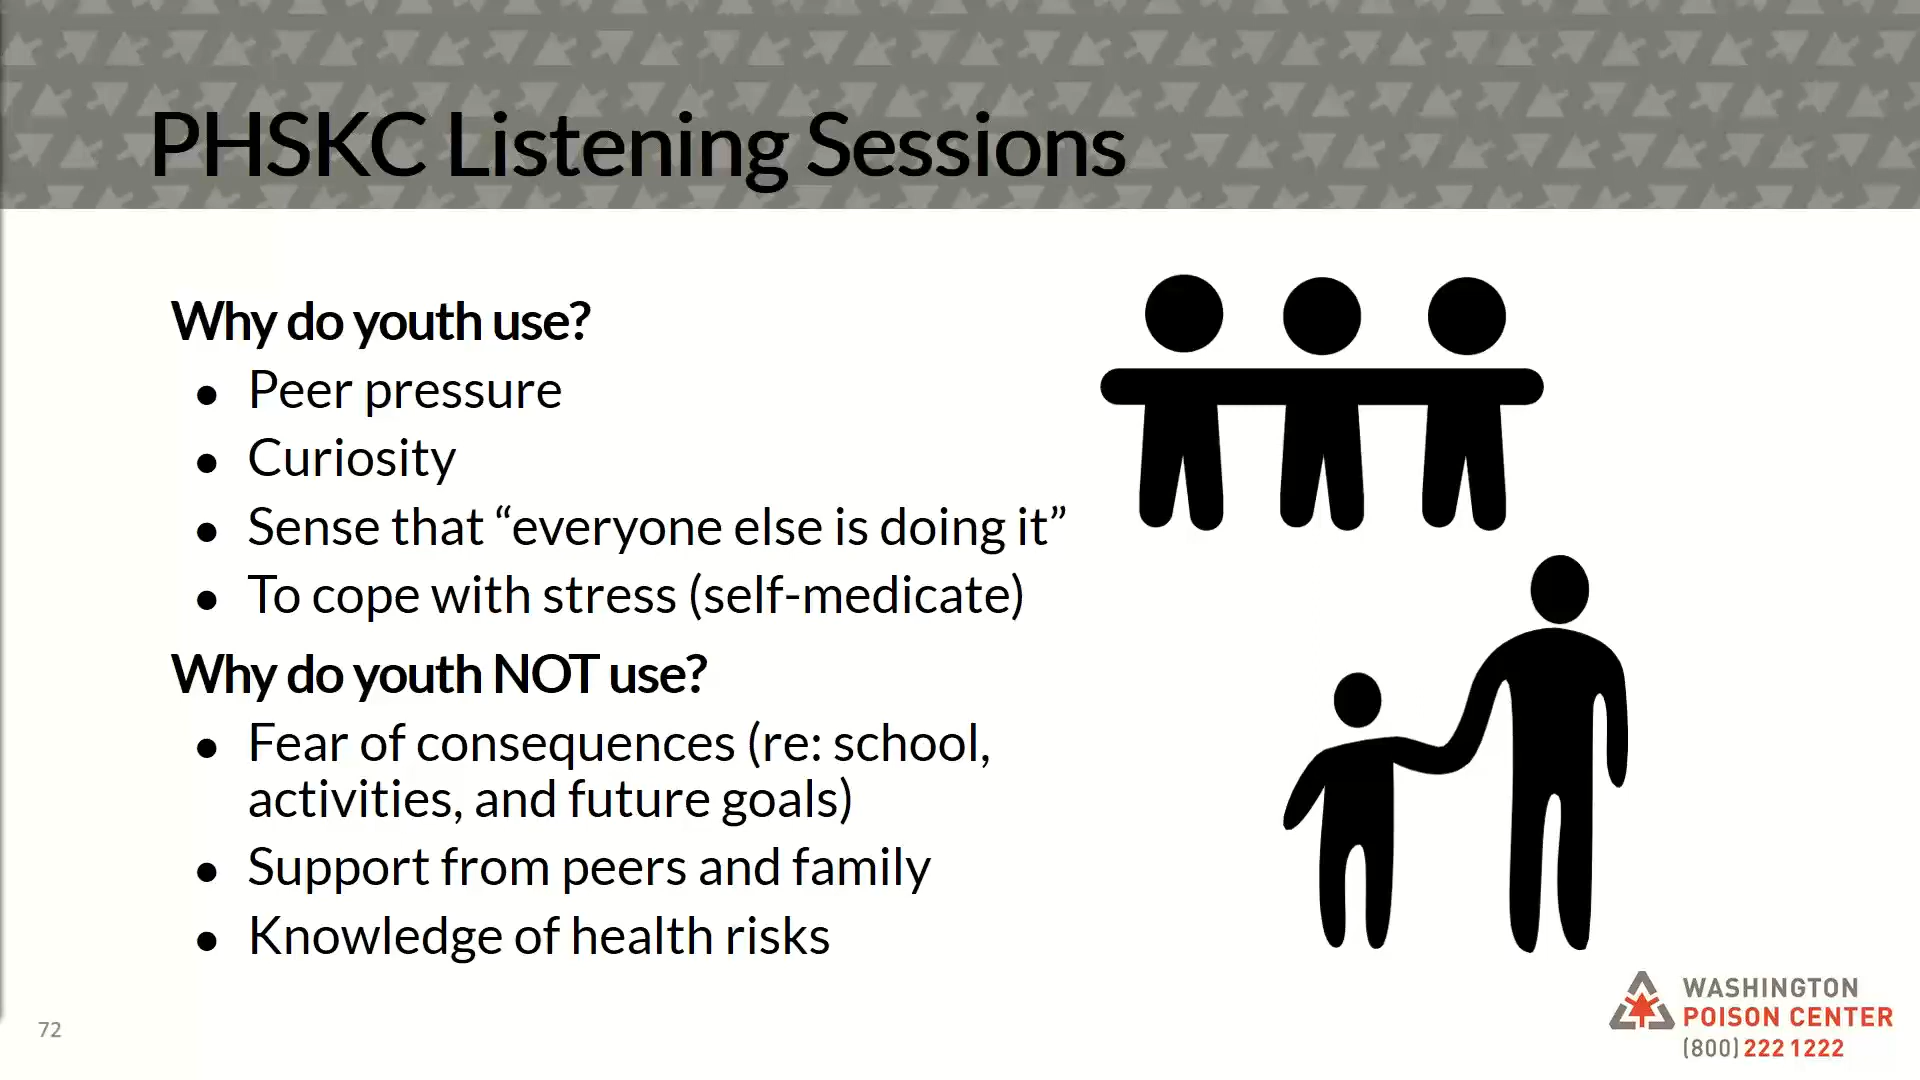 PHSKC Listening Sessions
Why do youth use?
● Peer pressure
● Curiosity
● Sense that “everyone else is doing it”
● To cope with stress (self-medicate)
Why do youth NOT use?
● Fear of consequences (re: school,
activities, and future goals)
● Support from peers and family
● Knowledge of health risks
72
WASHINGTON
POISON CENTER
(800) 222 1222